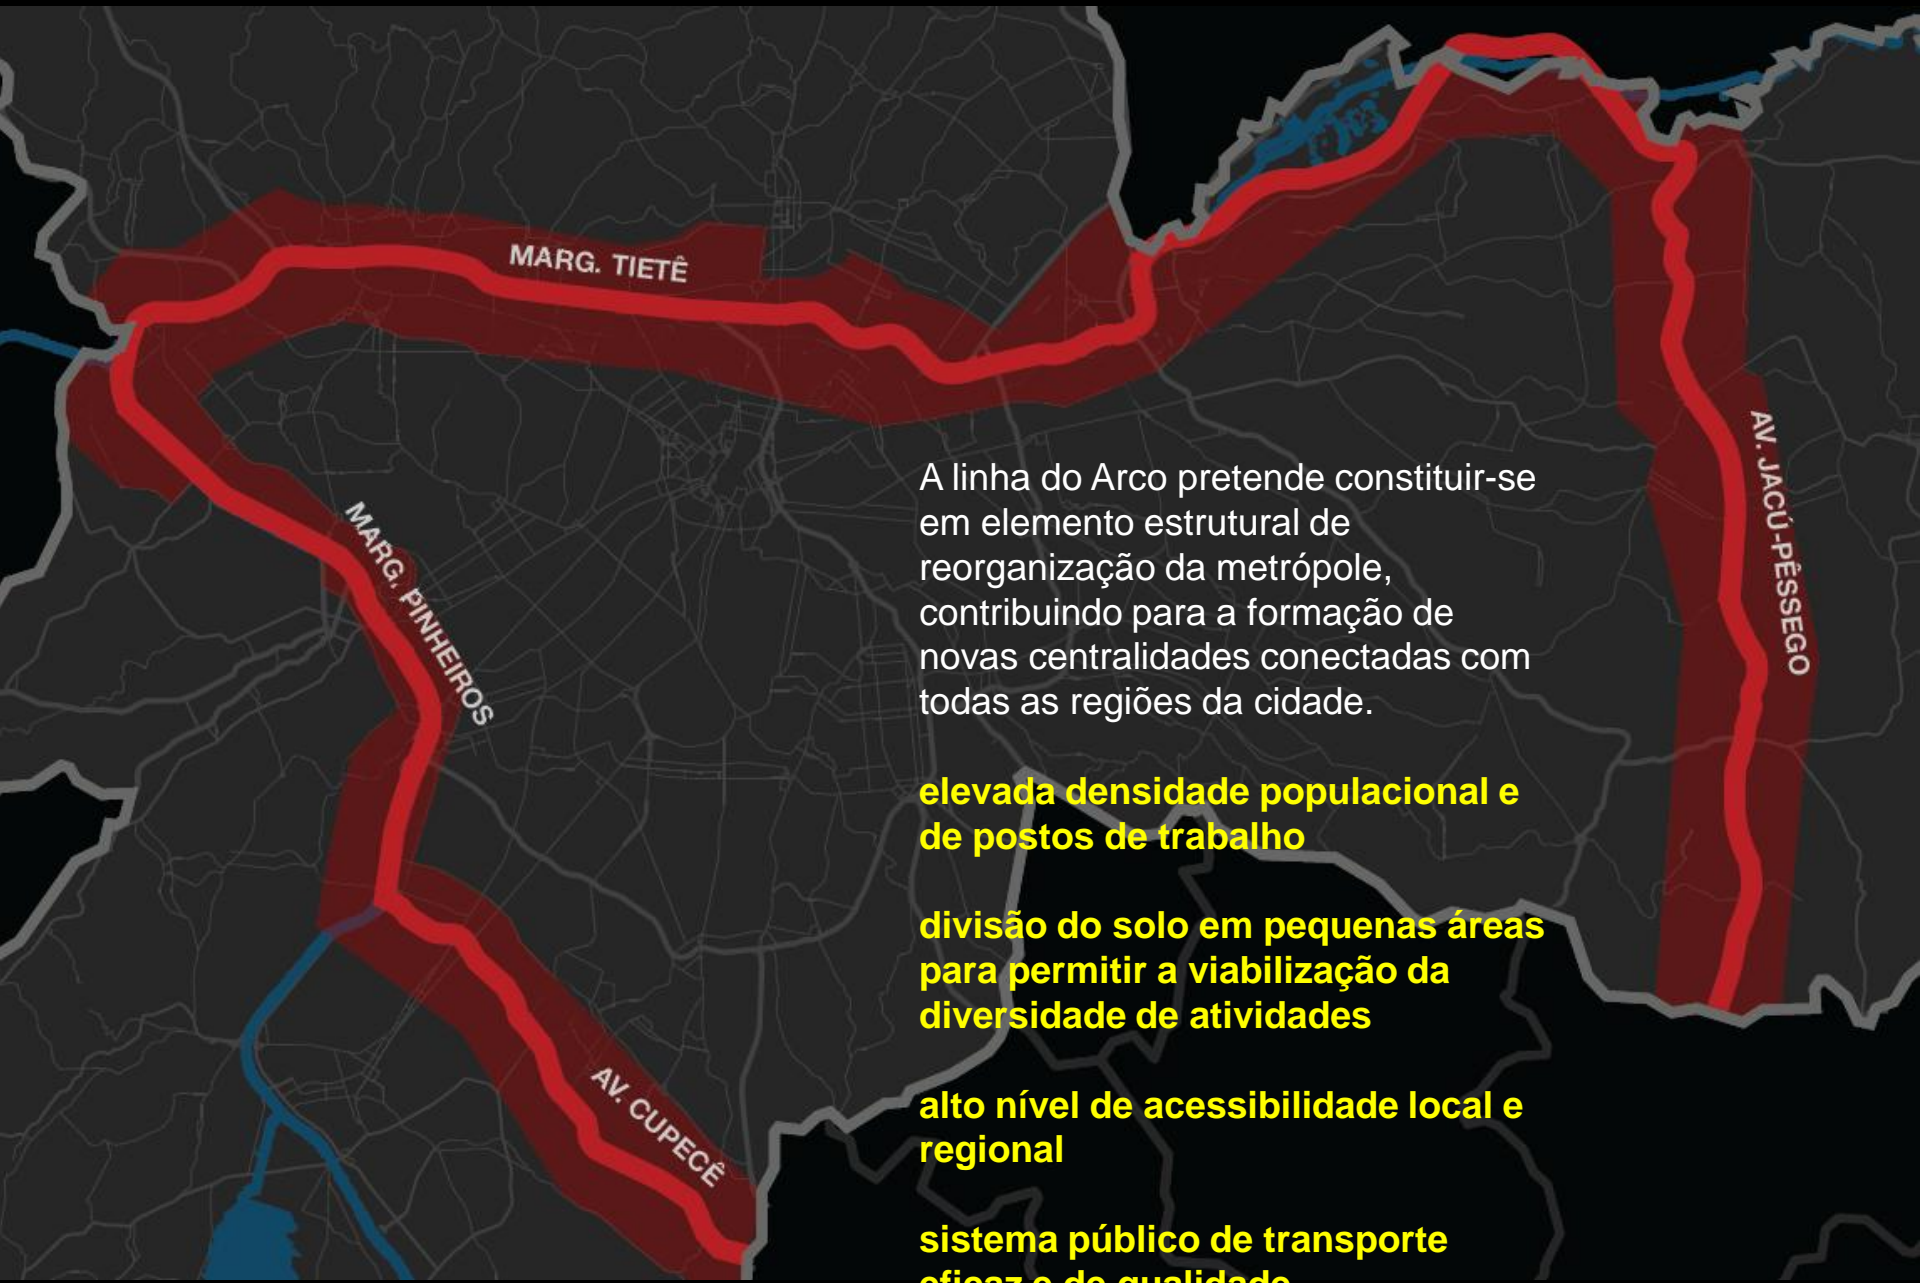 MARG. TIETÊ
AV. JACÚ-PÊSSEGO
A linha do Arco pretende constituir-se
em elemento estrutural de
reorganização da metrópole,
contribuindo para a formação de
novas centralidades conectadas com
todas as regiões da cidade.
MARG. PINHEIROS
elevada densidade populacional e
de postos de trabalho
divisão do solo em pequenas áreas
para permitir a viabilização da
diversidade de atividades
AV. CUPECÊ
alto nível de acessibilidade local e
regional
sistema público de transporte
eficaz e de qualidade